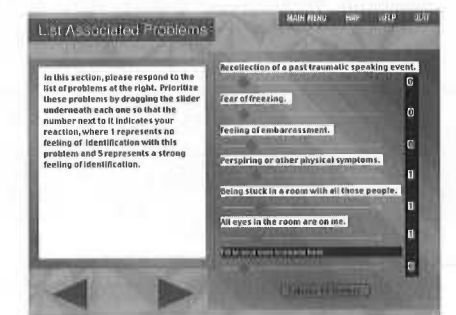 MAIN MENU MAP HELP QUIT
List Associated Problems
In this section, please respond to the
list of problems at the right. Prioritize
these problems by dragging the slider
underneath each one so that the
number next to it indicates your
reaction, where 1 represents no
feeling of identification with this
problem and 5 represents a strong
feeling of identification.
Recollection of a past traumatic speaking event.
Fear of freezing.
Feeling of embarrassment.
Perspiring or other physical symptoms.
Being stuck in a room with all those people.
All eyes in the room are on me.